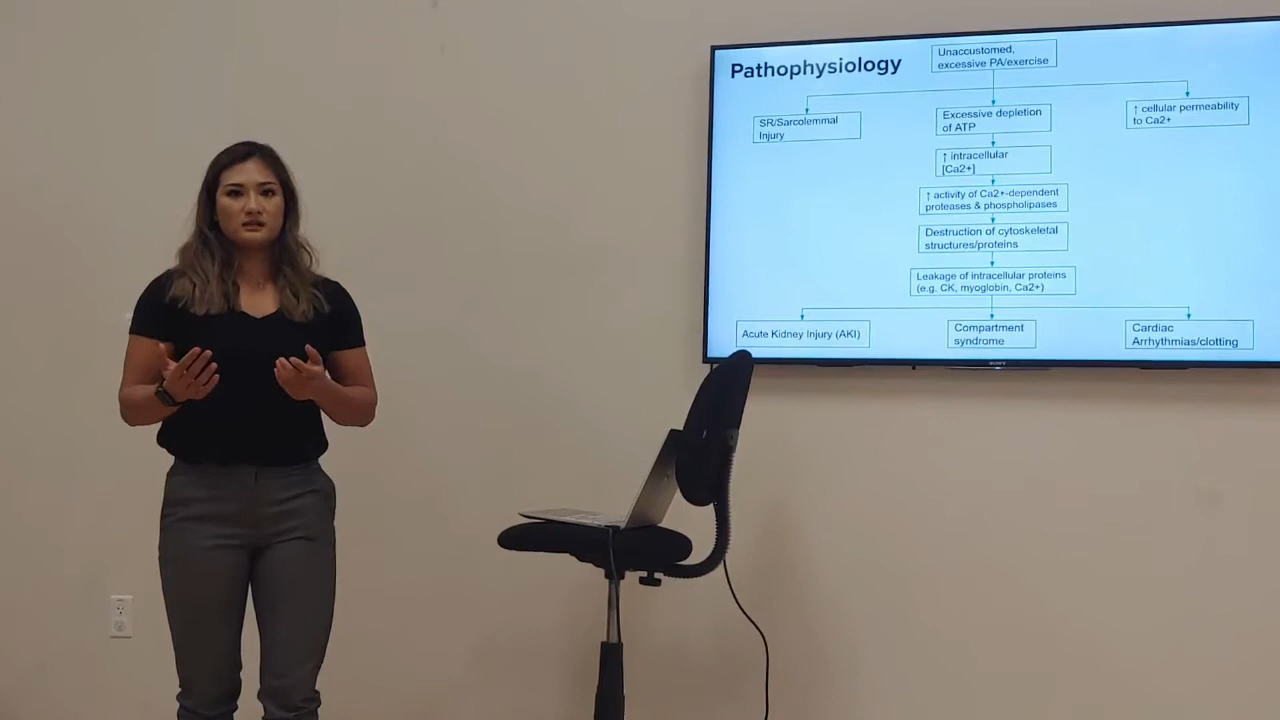 Pathophysiology
Unaccustomed,
excessive PA/exercise
SR/Sarcolemmal
Injury
Excessive depletion
of ATP
↑ cellular permeability
to Ca2+
↑ intracellular
[Ca2+]
↑ activity of Ca2+-dependent
proteases & phospholipases
Destruction of cytoskeletal
structures/proteins
Leakage of intracellular proteins
(e.g. CK, myoglobin, Ca2+)
Acute Kidney Injury (AKI)
Compartment
syndrome
Cardiac
Arrhythmias/clotting
SONY